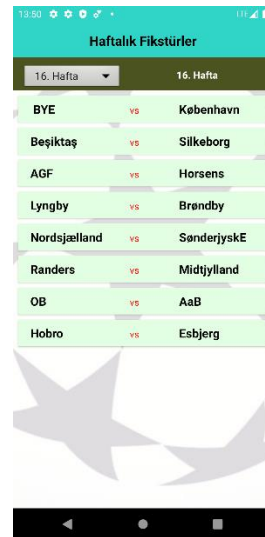 13:50
Haftalık Fikstürler
16. Hafta 16. Hafta
BYE vs København
Beşiktaş vs Silkeborg
AGF vs Horsens
Lyngby vs Brøndby
Nordsjælland vs SønderjyskE
Randers vs Midtjylland
OB vs AaB
Hobro vs Esbjerg